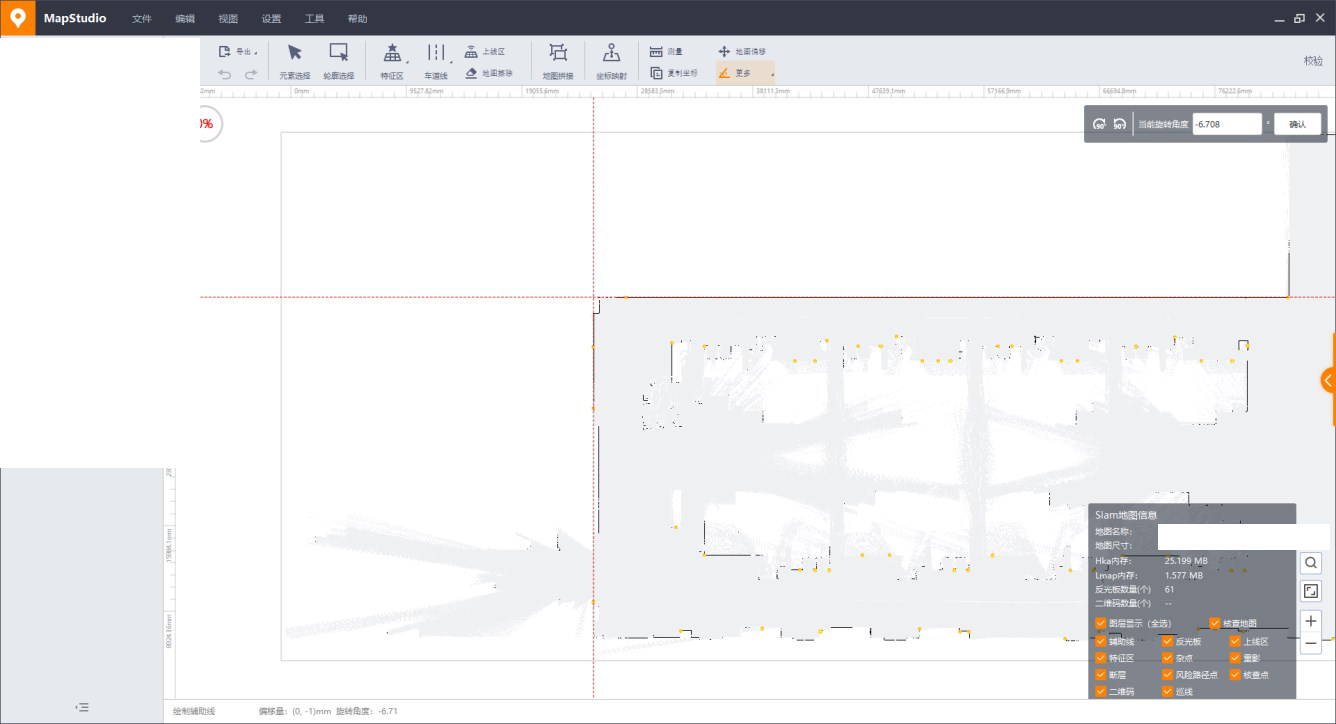 MapStudio 文件 编辑 视图 设置 工具 帮助
导出
元素选择 轮廓选择 特征区 车道线 上线区 地图擦除 地图拼接 坐标映射 测量 复制坐标 地图偏移 更多
校验
0mm 9527.82mm 19055.6mm 28583.5mm 38111.3mm 47639.1mm 57166.9mm 66694.8mm 76222.6mm
0%
90° 90° 当前旋转角度 -6.708 ° 确认
Slam地图信息
地图名称：
地图尺寸：
Hka内存： 25.199 MB
Lmap内存： 1.577 MB
反光板数量(个) 61
二维码数量(个) --
图层显示（全选） 核查地图
辅助线 反光板 上线区
特征区 杂点 重影
断层 风险路径点 核查点
二维码 巡线
绘制辅助线 偏移量：(0, -1)mm 旋转角度：-6.71